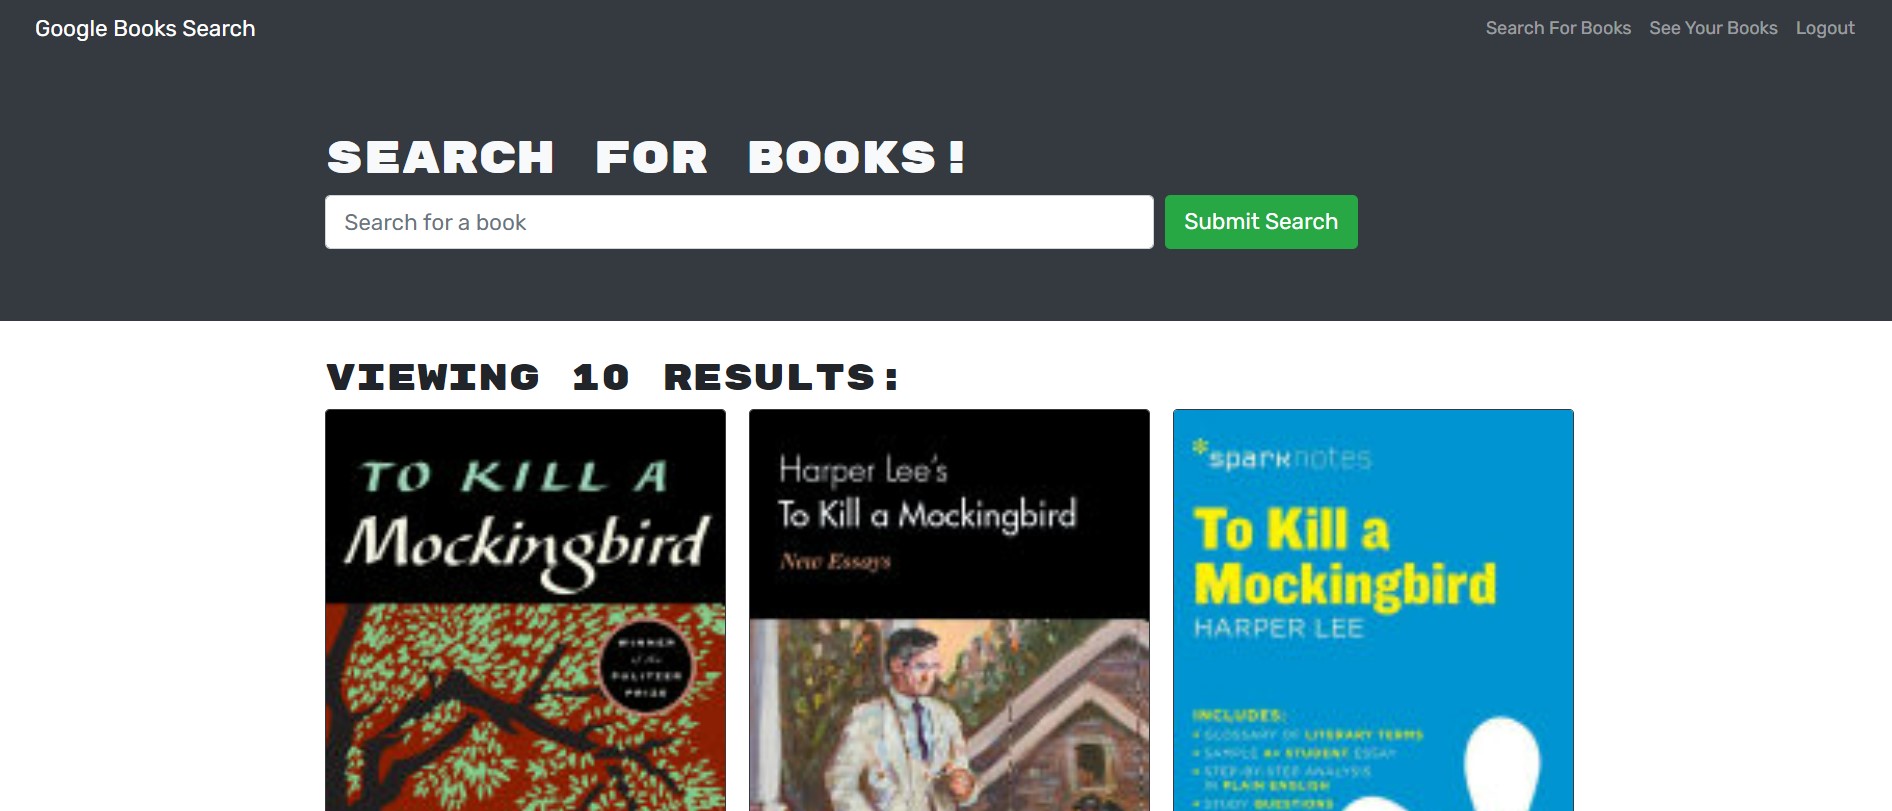 Google Books Search
Search For Books
See Your Books
Logout
SEARCH FOR BOOKS!
Search for a book
Submit Search
VIEWING 10 RESULTS:
TO KILL A
Mockingbird
WINNER
of the
PULITZER
PRIZE
Harper Lee's
To Kill a Mockingbird
New Essays
*sparknotes
To Kill a
Mockingbird
HARPER LEE
INCLUDES:
GLOSSARY OF LITERARY TERMS
SAMPLE A+ STUDENT ESSAY
STEP-BY-STEP ANALYSIS
IN PLAIN ENGLISH
STUDY QUESTIONS